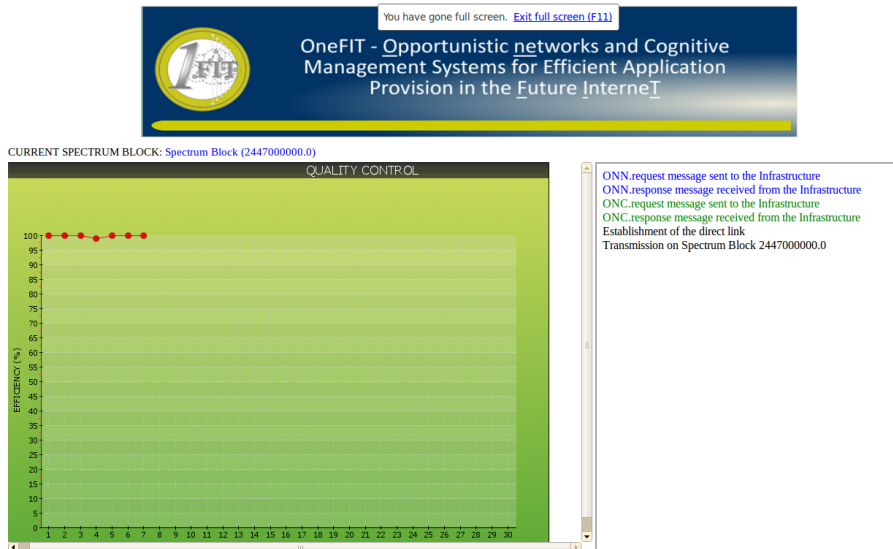 You have gone full screen. Exit full screen (F11)
1FIT
OneFIT - Opportunistic networks and Cognitive
Management Systems for Efficient Application
Provision in the Future InterneT
CURRENT SPECTRUM BLOCK: Spectrum Block (2447000000.0)
QUALITY CONTROL
100
95
90
85
80
75
70
65
60
55
50
45
40
35
30
25
20
15
10
5
0
EFFICIENCY (%)
1 2 3 4 5 6 7 8 9 10 11 12 13 14 15 16 17 18 19 20 21 22 23 24 25 26 27 28 29 30
ONN.request message sent to the Infrastructure
ONN.response message received from the Infrastructure
ONC.request message sent to the Infrastructure
ONC.response message received from the Infrastructure
Establishment of the direct link
Transmission on Spectrum Block 2447000000.0